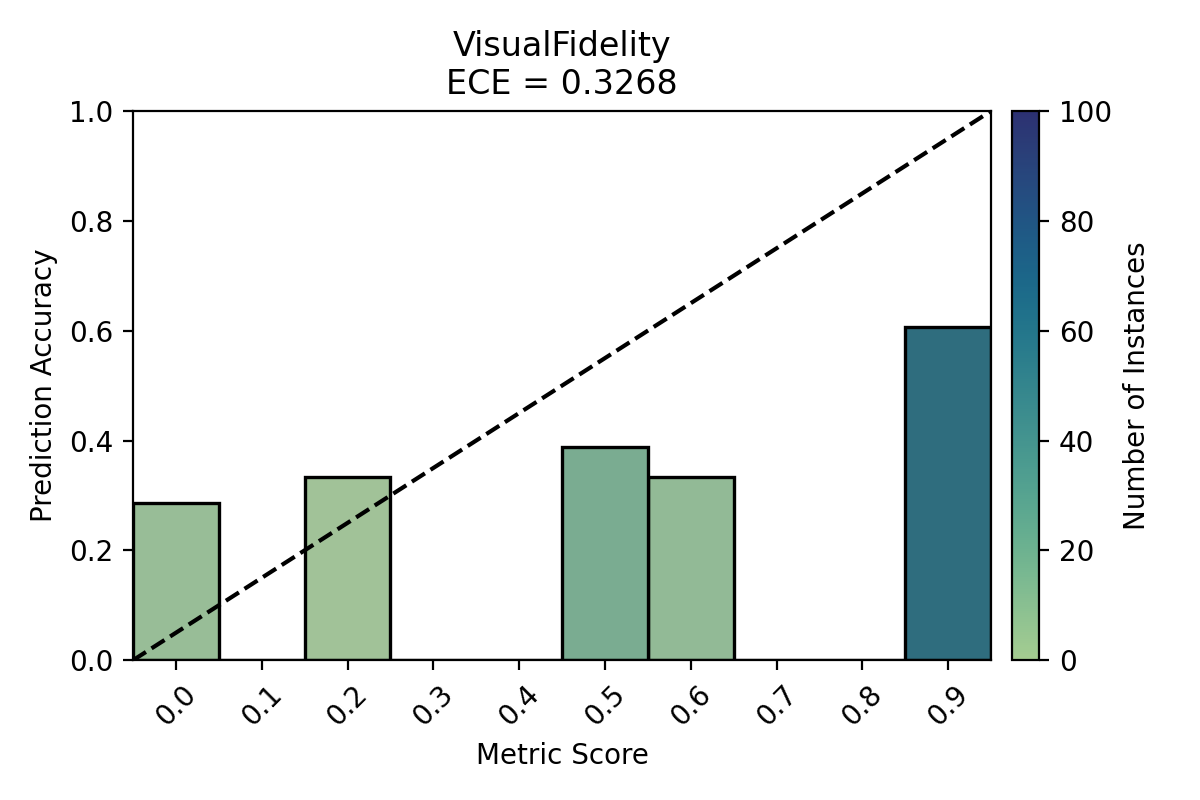 VisualFidelity
ECE = 0.3268
Prediction Accuracy
1.0
0.8
0.6
0.4
0.2
0.0
0.0 0.1 0.2 0.3 0.4 0.5 0.6 0.7 0.8 0.9
Metric Score
100
80
60
40
20
0
Number of Instances